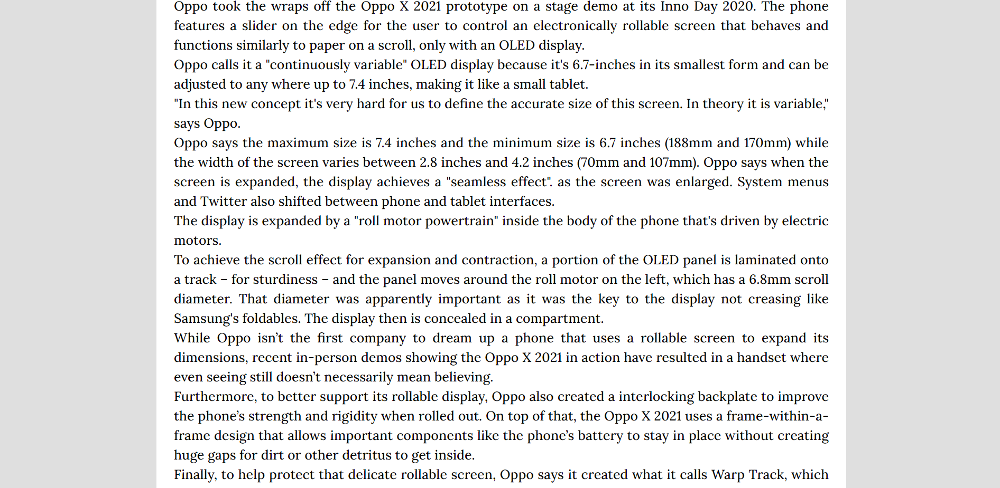 Oppo took the wraps off the Oppo X 2021 prototype on a stage demo at its Inno Day 2020. The phone
features a slider on the edge for the user to control an electronically rollable screen that behaves and
functions similarly to paper on a scroll, only with an OLED display.
Oppo calls it a "continuously variable" OLED display because it's 6.7-inches in its smallest form and can be
adjusted to any where up to 7.4 inches, making it like a small tablet.
"In this new concept it's very hard for us to define the accurate size of this screen. In theory it is variable,"
says Oppo.
Oppo says the maximum size is 7.4 inches and the minimum size is 6.7 inches (188mm and 170mm) while
the width of the screen varies between 2.8 inches and 4.2 inches (70mm and 107mm). Oppo says when the
screen is expanded, the display achieves a "seamless effect". as the screen was enlarged. System menus
and Twitter also shifted between phone and tablet interfaces.
The display is expanded by a "roll motor powertrain" inside the body of the phone that's driven by electric
motors.
To achieve the scroll effect for expansion and contraction, a portion of the OLED panel is laminated onto
a track – for sturdiness – and the panel moves around the roll motor on the left, which has a 6.8mm scroll
diameter. That diameter was apparently important as it was the key to the display not creasing like
Samsung's foldables. The display then is concealed in a compartment.
While Oppo isn’t the first company to dream up a phone that uses a rollable screen to expand its
dimensions, recent in-person demos showing the Oppo X 2021 in action have resulted in a handset where
even seeing still doesn’t necessarily mean believing.
Furthermore, to better support its rollable display, Oppo also created a interlocking backplate to improve
the phone’s strength and rigidity when rolled out. On top of that, the Oppo X 2021 uses a frame-within-a-
frame design that allows important components like the phone’s battery to stay in place without creating
huge gaps for dirt or other detritus to get inside.
Finally, to help protect that delicate rollable screen, Oppo says it created what it calls Warp Track, which